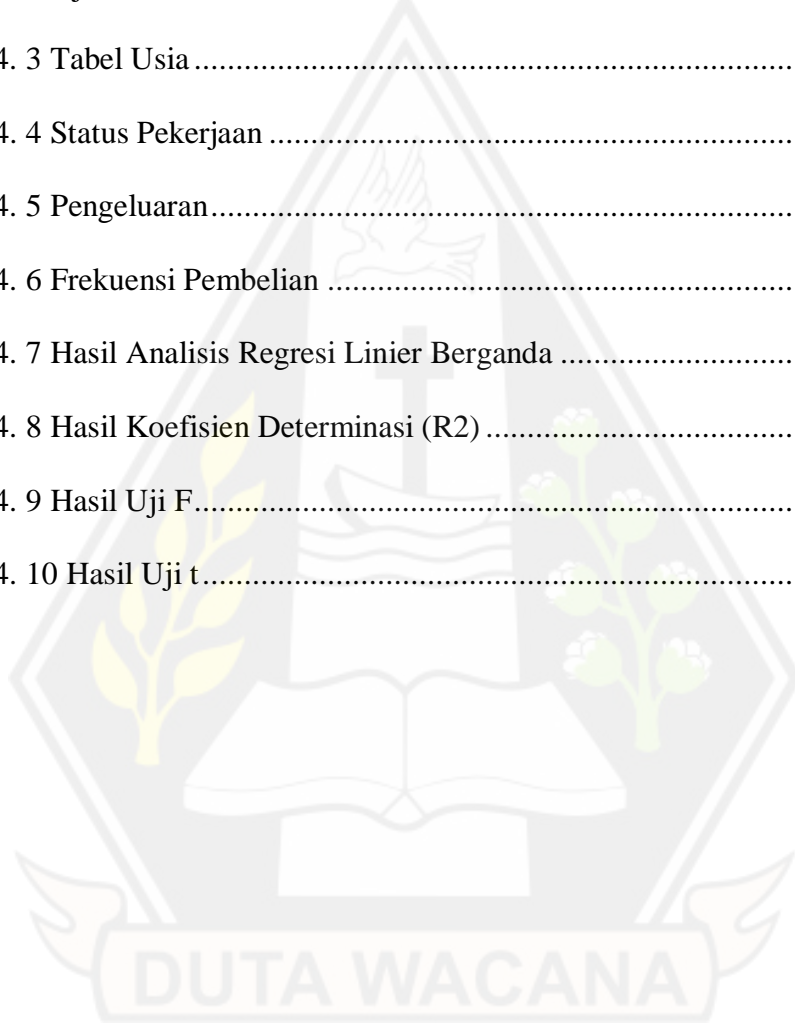 4. 3 Tabel Usia ........................................................................
4. 4 Status Pekerjaan ...............................................................
4. 5 Pengeluaran......................................................................
4. 6 Frekuensi Pembelian ........................................................
4. 7 Hasil Analisis Regresi Linier Berganda ............................
4. 8 Hasil Koefisien Determinasi (R2) .....................................
4. 9 Hasil Uji F........................................................................
4. 10 Hasil Uji t.......................................................................
DUTA WACANA